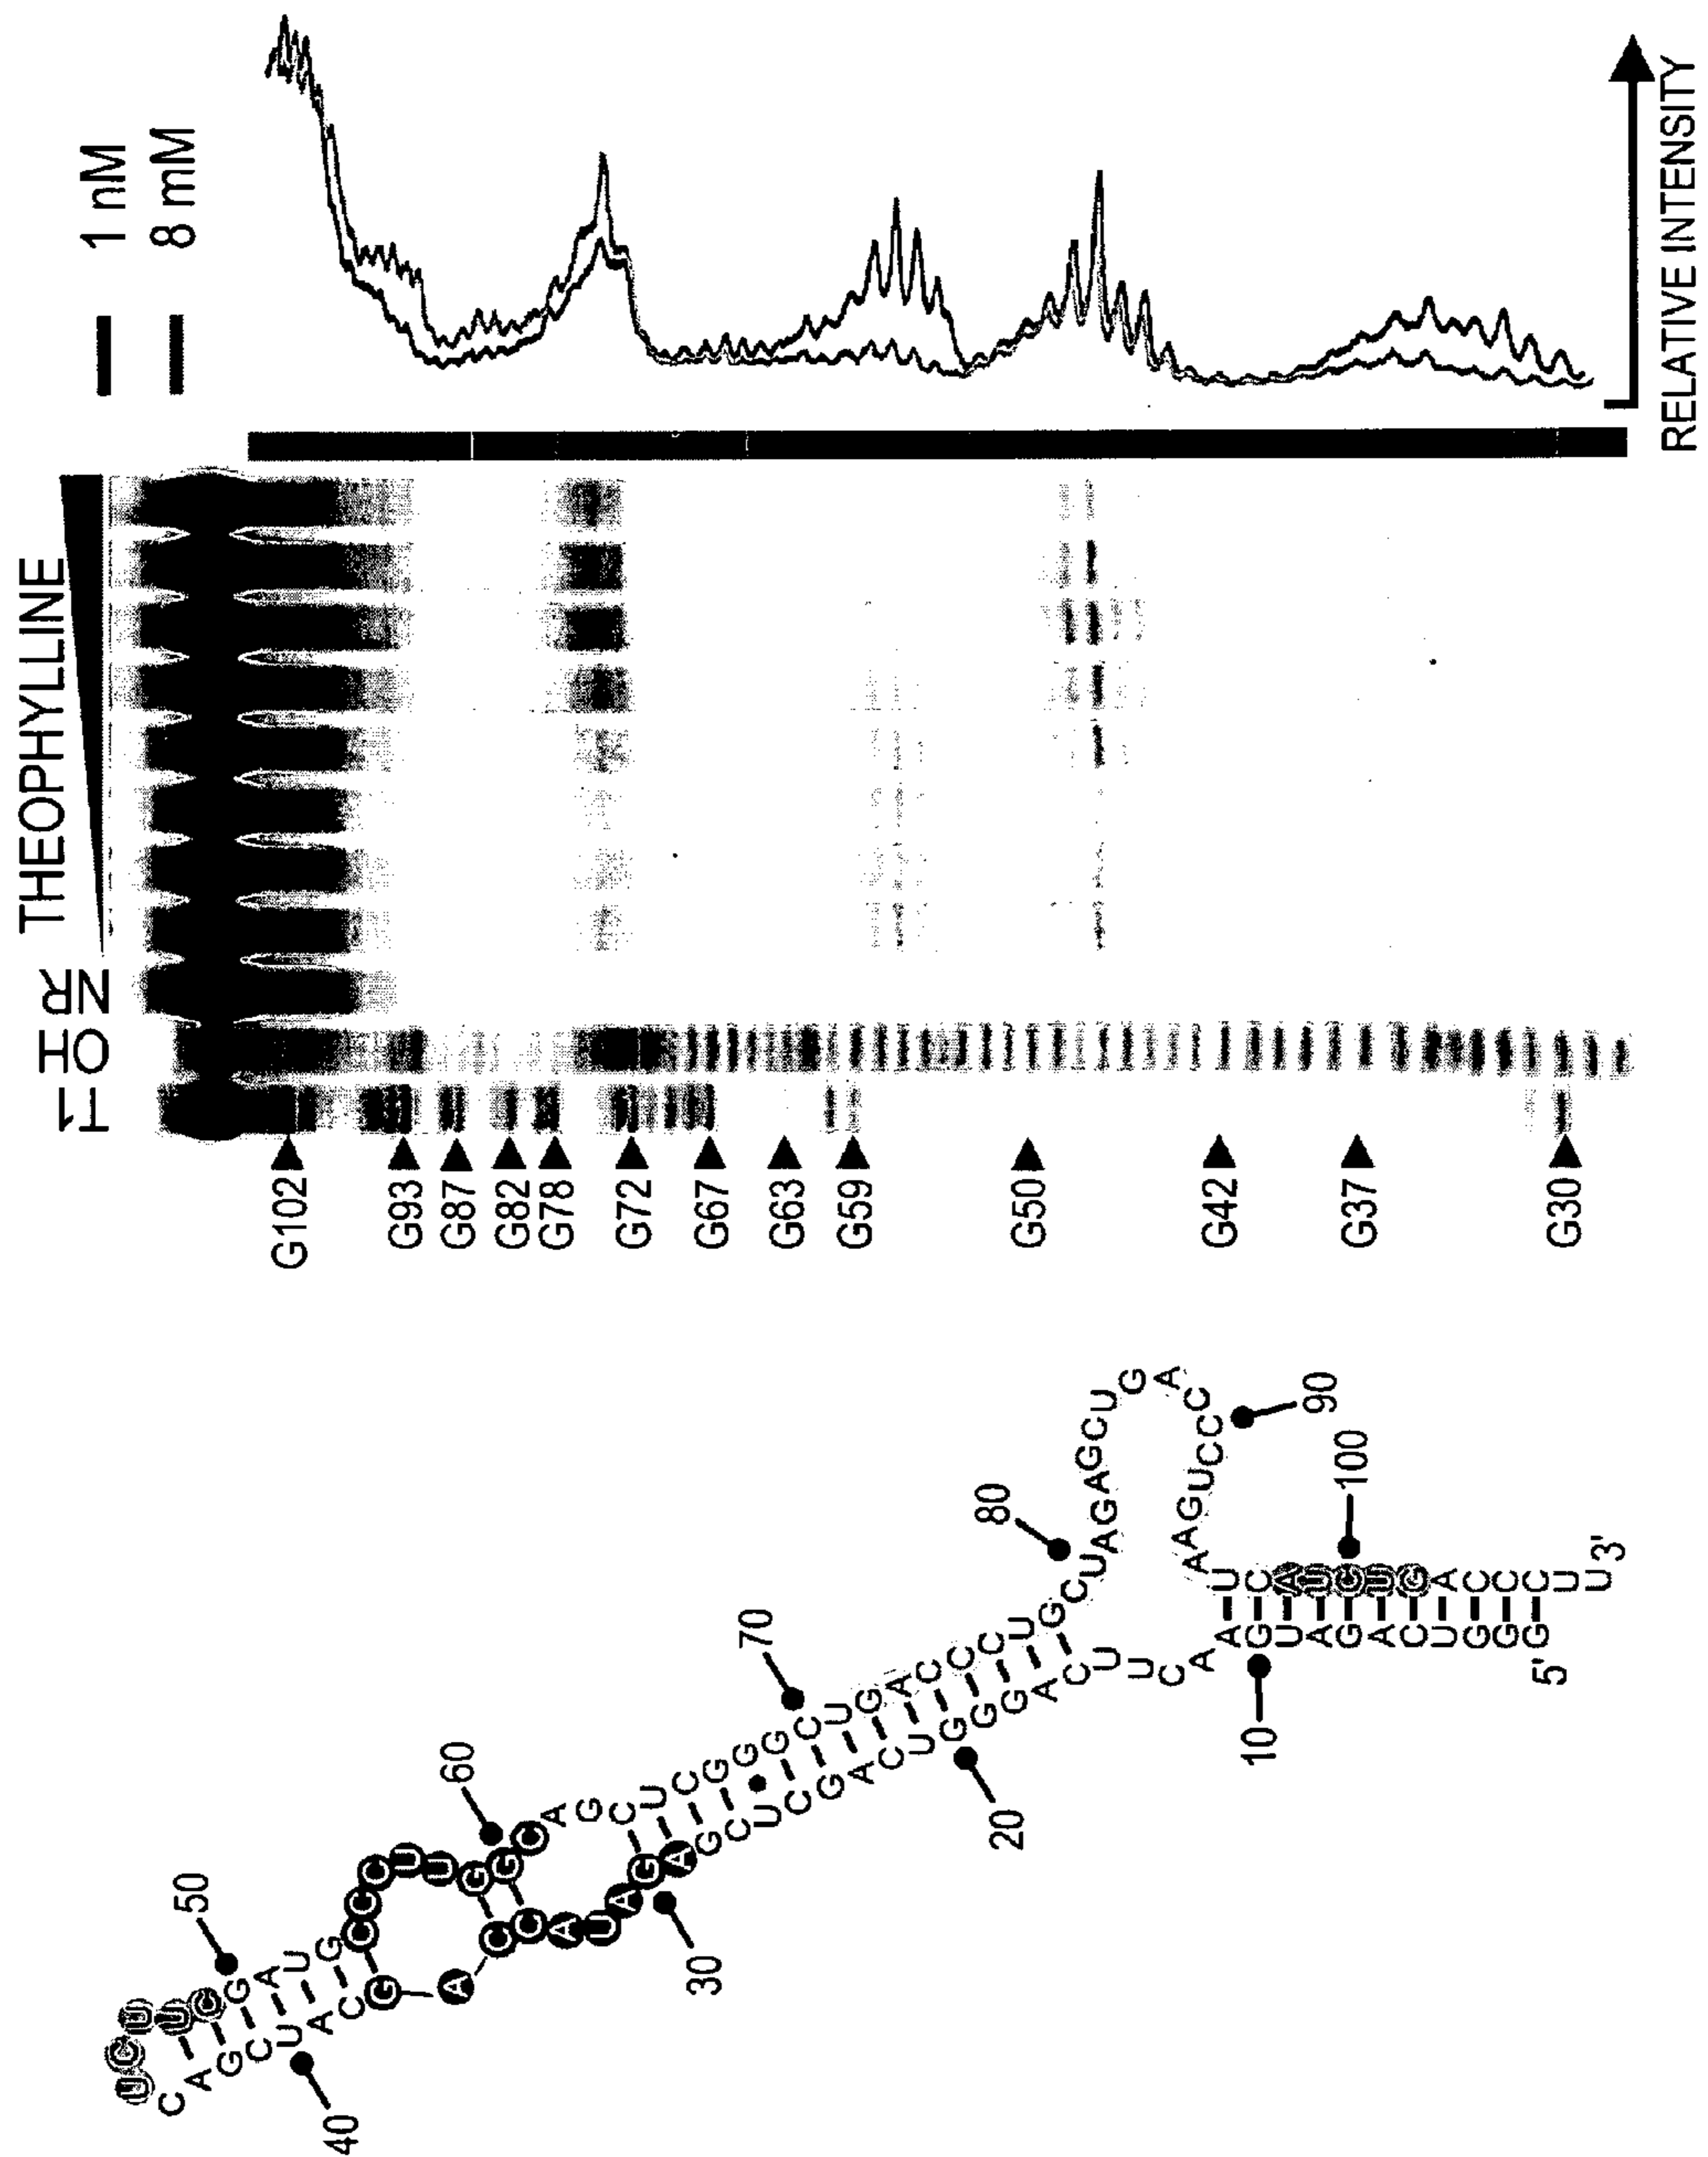 THEOPHYLLINE
T1 OH NR
1 nM
8 mM
G102
G93
G87
G82
G78
G72
G67
G63
G59
G50
G42
G37
G30
RELATIVE INTENSITY
10
20
30
40
50
60
70
80
90
100
5'
3'